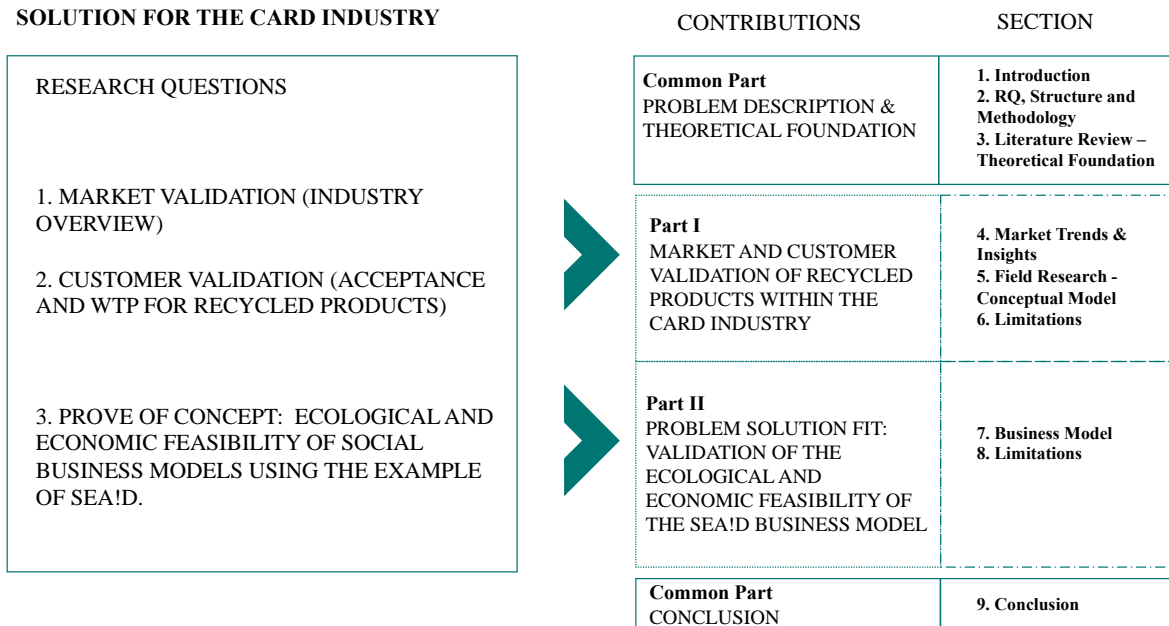 SOLUTION FOR THE CARD INDUSTRY
RESEARCH QUESTIONS
1. MARKET VALIDATION (INDUSTRY
OVERVIEW)
2. CUSTOMER VALIDATION (ACCEPTANCE
AND WTP FOR RECYCLED PRODUCTS)
3. PROVE OF CONCEPT: ECOLOGICAL AND
ECONOMIC FEASIBILITY OF SOCIAL
BUSINESS MODELS USING THE EXAMPLE
OF SEA!D.
CONTRIBUTIONS
SECTION
Common Part
PROBLEM DESCRIPTION &
THEORETICAL FOUNDATION
1. Introduction
2. RQ, Structure and
Methodology
3. Literature Review –
Theoretical Foundation
Part I
MARKET AND CUSTOMER
VALIDATION OF RECYCLED
PRODUCTS WITHIN THE
CARD INDUSTRY
4. Market Trends &
Insights
5. Field Research -
Conceptual Model
6. Limitations
Part II
PROBLEM SOLUTION FIT:
VALIDATION OF THE
ECOLOGICAL AND
ECONOMIC FEASIBILITY OF
THE SEA!D BUSINESS MODEL
7. Business Model
8. Limitations
Common Part
CONCLUSION
9. Conclusion